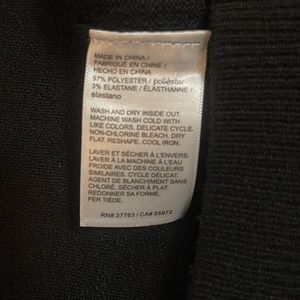 MADE IN CHINA /
FABRIQUÉ EN CHINE /
HECHO EN CHINA
97% POLYESTER / poliéster
3% ELASTANE / ÉLASTHANNE /
elastano
WASH AND DRY INSIDE OUT.
MACHINE WASH COLD WITH
LIKE COLORS, DELICATE CYCLE.
NON-CHLORINE BLEACH. DRY
FLAT. RESHAPE. COOL IRON.
LAVER ET SÉCHER À L'ENVERS.
LAVER À LA MACHINE À L'EAU
FROIDE AVEC DES COULEURS
SIMILAIRES. CYCLE DÉLICAT.
AGENT DE BLANCHIMENT SANS
CHLORE. SÉCHER À PLAT.
REDONNER SA FORME.
FER TIÈDE.
RN# 37763 / CA# 55972